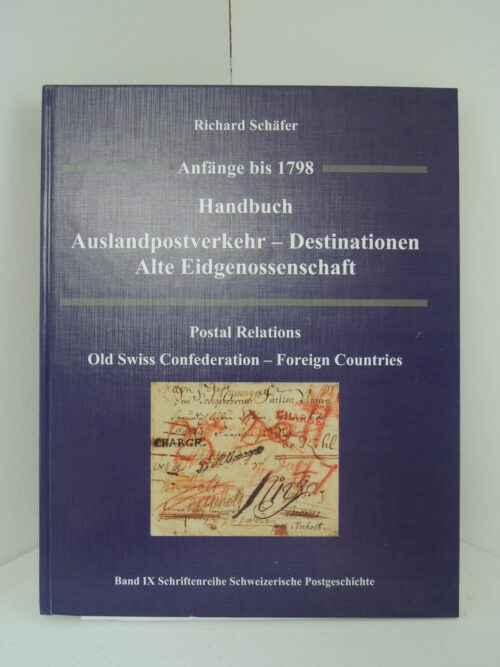 Richard Schäfer
Anfänge bis 1798
Handbuch
Auslandpostverkehr – Destinationen
Alte Eidgenossenschaft
Postal Relations
Old Swiss Confederation – Foreign Countries
CHARGE
CHARGE
Band IX Schriftenreihe Schweizerische Postgeschichte